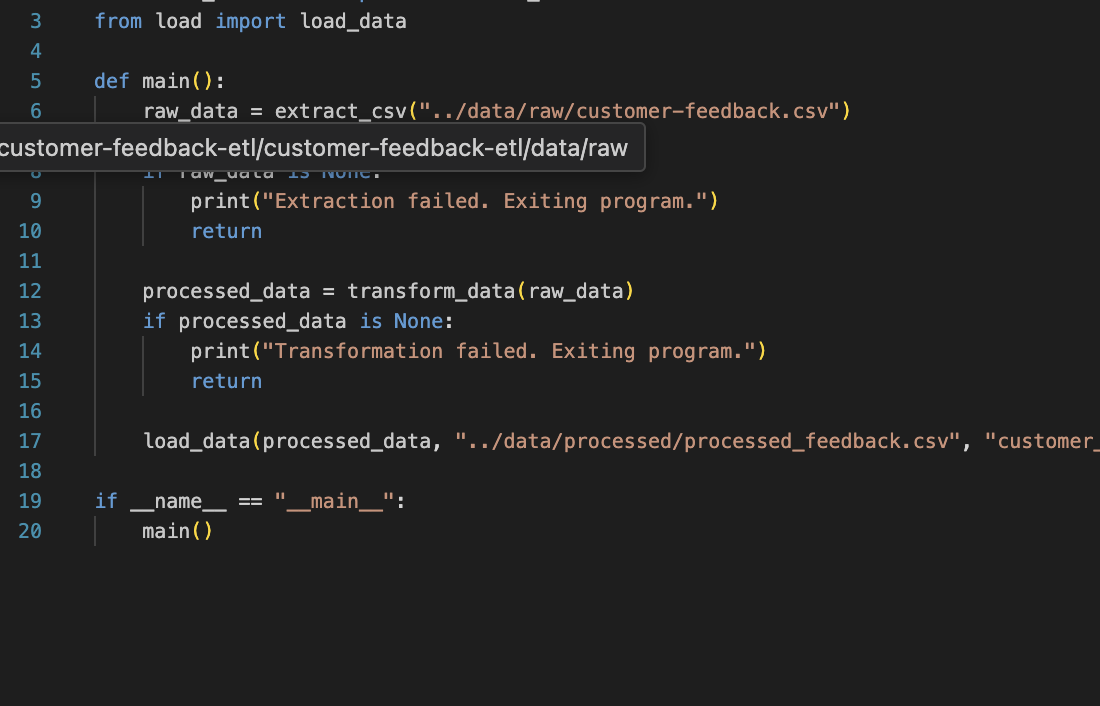 3 from load import load_data
4
5 def main():
6 raw_data = extract_csv("../data/raw/customer-feedback.csv")
customer-feedback-etl/customer-feedback-etl/data/raw
8 if raw_data is None:
9 print("Extraction failed. Exiting program.")
10 return
11
12 processed_data = transform_data(raw_data)
13 if processed_data is None:
14 print("Transformation failed. Exiting program.")
15 return
16
17 load_data(processed_data, "../data/processed/processed_feedback.csv", "customer_
18
19 if __name__ == "__main__":
20 main()